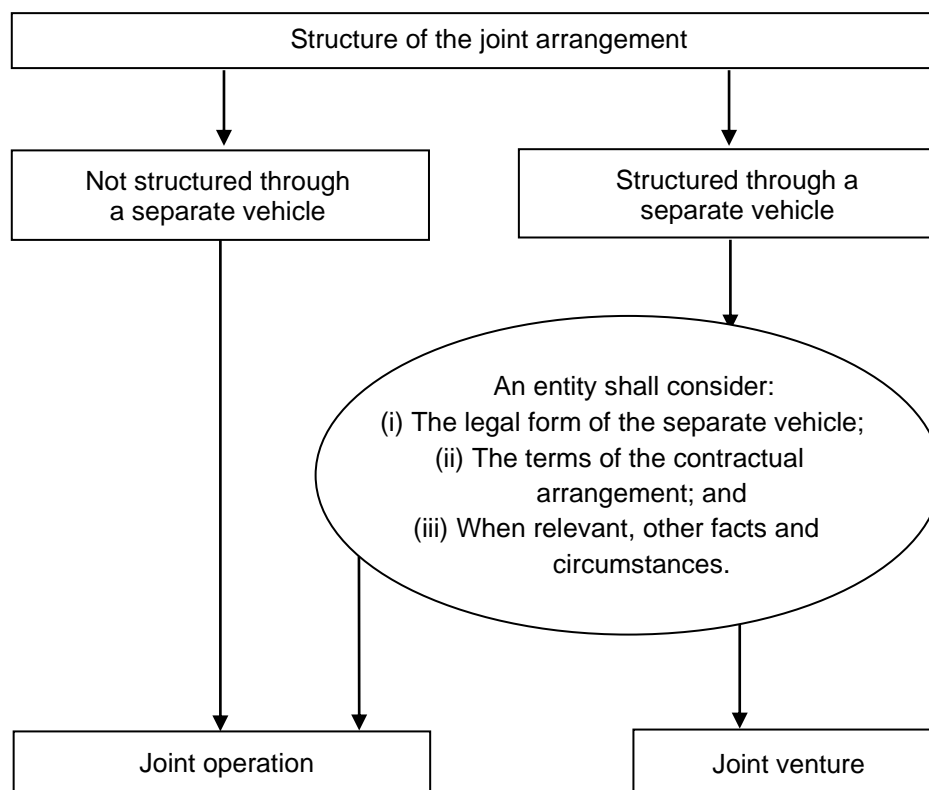 Structure of the joint arrangement
Not structured through
a separate vehicle
Structured through a
separate vehicle
An entity shall consider:
(i) The legal form of the separate vehicle;
(ii) The terms of the contractual
arrangement; and
(iii) When relevant, other facts and
circumstances.
Joint operation
Joint venture